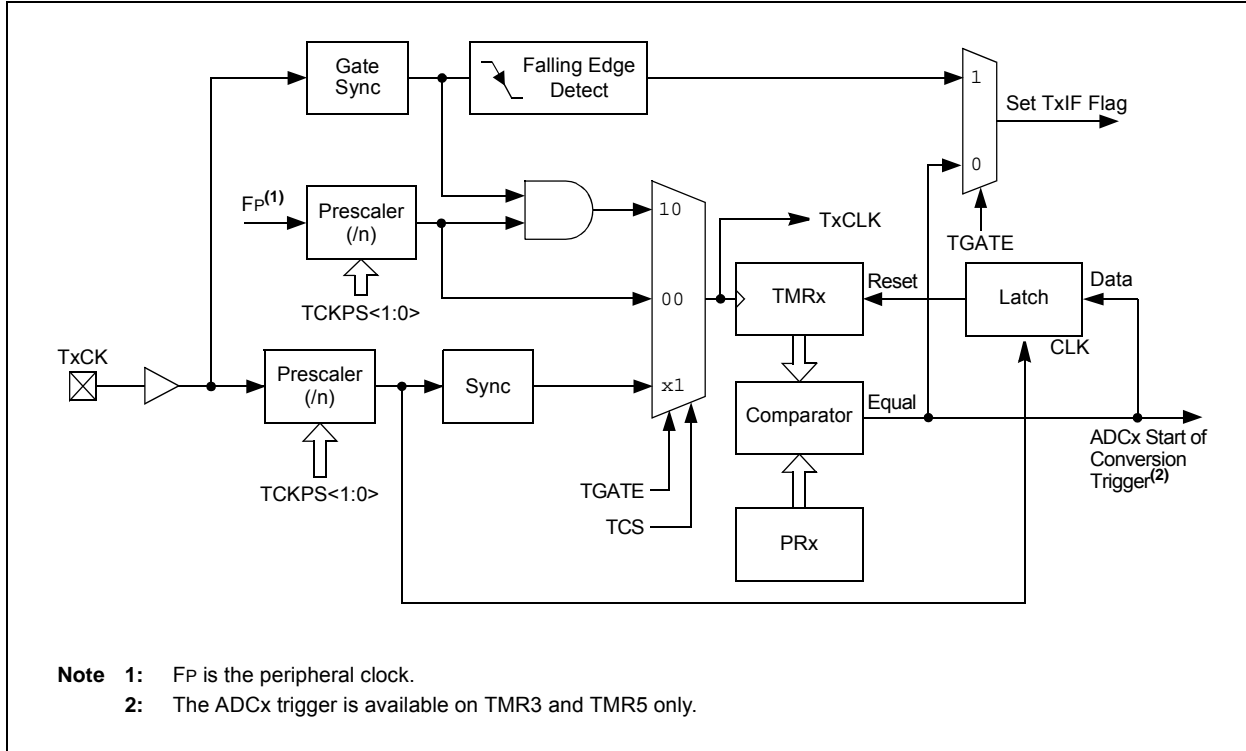 Gate
Sync
Falling Edge
Detect
1
Set TxIF Flag
0
FP(1)
Prescaler
(/n)
10
TxCLK
TGATE
TCKPS<1:0>
00
TMRx
Reset
Latch
Data
CLK
TxCK
Prescaler
(/n)
Sync
x1
Comparator
Equal
ADCx Start of
Conversion
Trigger(2)
TCKPS<1:0>
TGATE
TCS
PRx
Note 1: FP is the peripheral clock.
2: The ADCx trigger is available on TMR3 and TMR5 only.